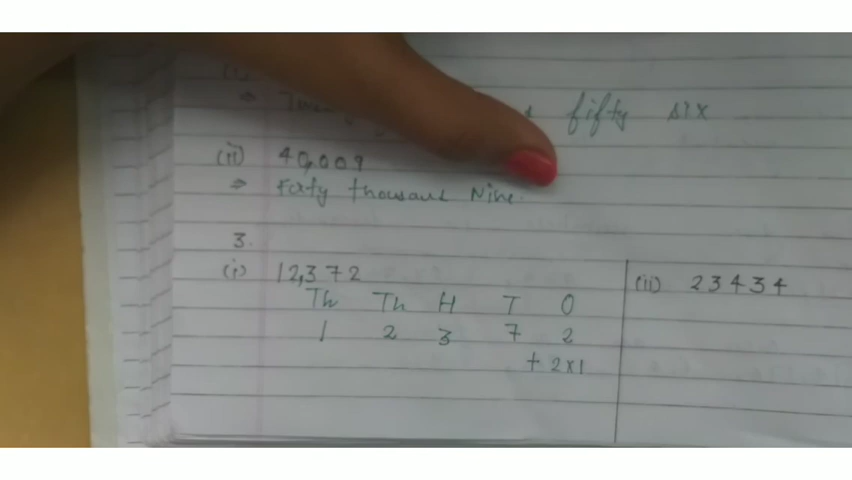 (i)
⇒ fifty six
(ii) 40,009
⇒ Forty thousand Nine.
3.
(i) 12,372
Th Th H T O
1 2 3 7 2
+ 2×1
(ii) 23434